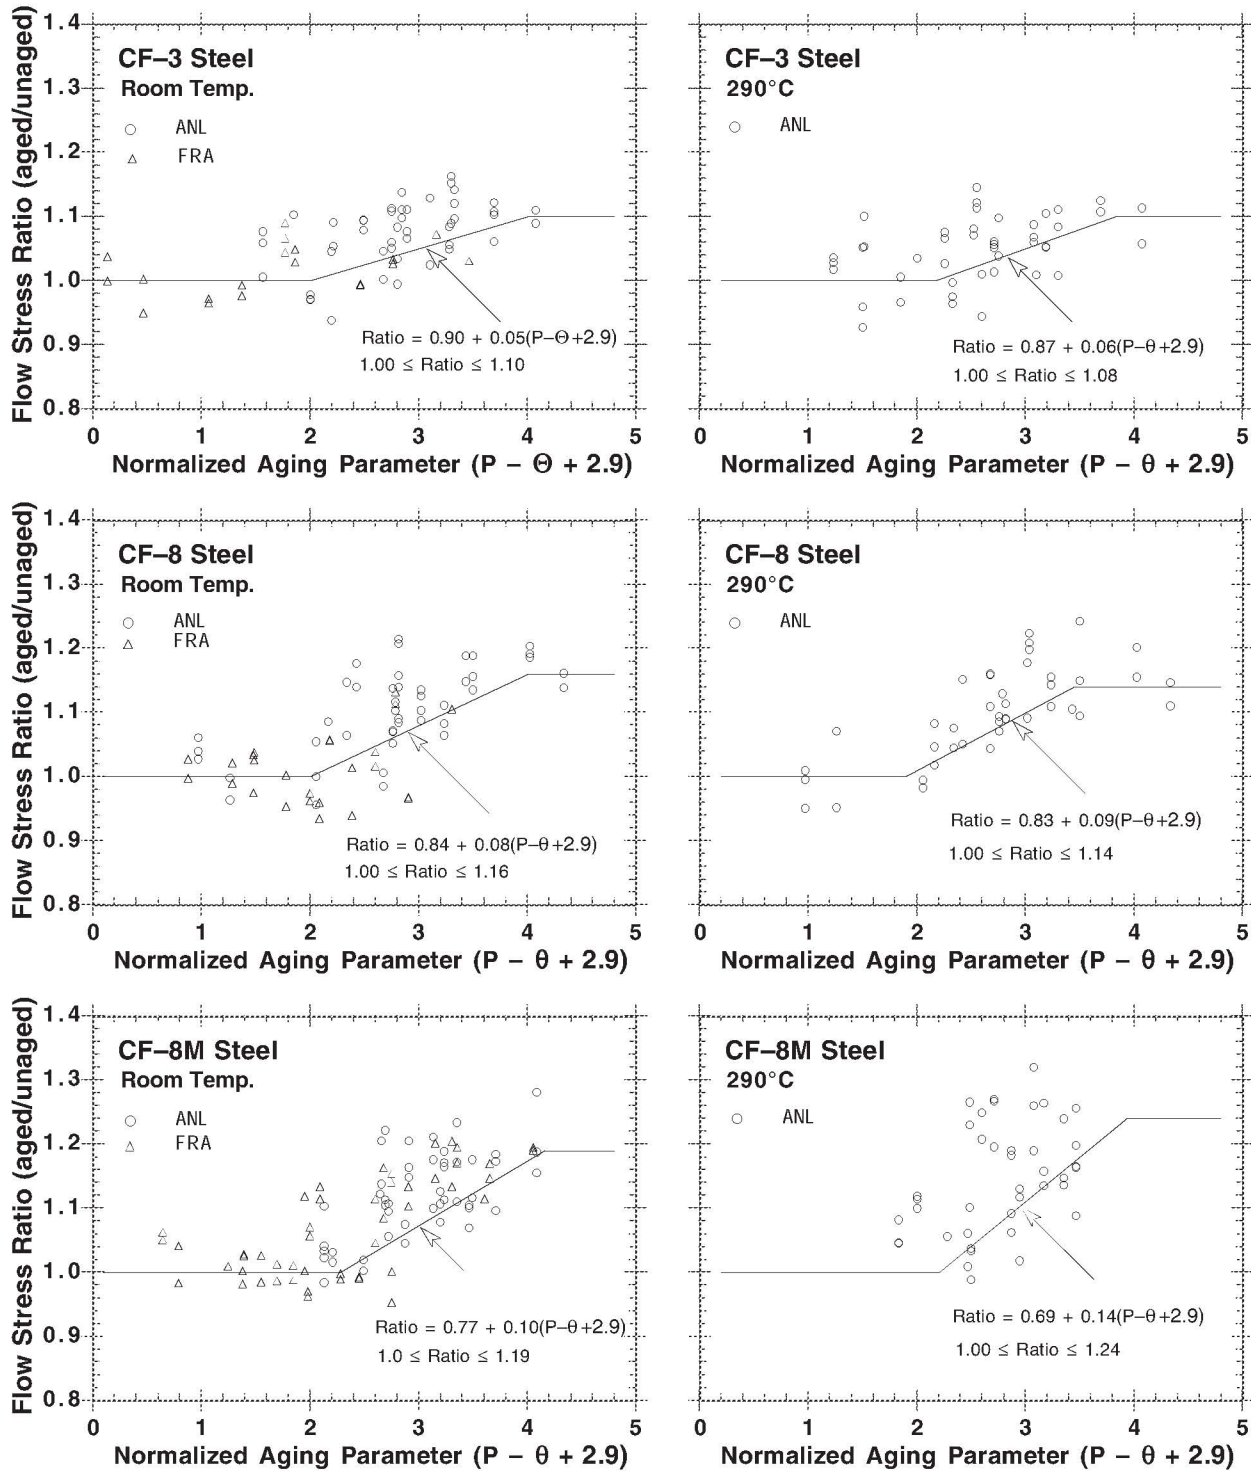 Flow Stress Ratio (aged/unaged)
1.4
1.3
1.2
1.1
1.0
0.9
0.8
CF–3 Steel
Room Temp.
ANL
FRA
Ratio = 0.90 + 0.05(P–Θ+2.9)
1.00 ≤ Ratio ≤ 1.10
0 1 2 3 4 5
Normalized Aging Parameter (P – Θ + 2.9)
CF–3 Steel
290°C
ANL
Ratio = 0.87 + 0.06(P–θ+2.9)
1.00 ≤ Ratio ≤ 1.08
0 1 2 3 4 5
Normalized Aging Parameter (P – θ + 2.9)
Flow Stress Ratio (aged/unaged)
1.4
1.3
1.2
1.1
1.0
0.9
0.8
CF–8 Steel
Room Temp.
ANL
FRA
Ratio = 0.84 + 0.08(P–θ+2.9)
1.00 ≤ Ratio ≤ 1.16
0 1 2 3 4 5
Normalized Aging Parameter (P – θ + 2.9)
CF–8 Steel
290°C
ANL
Ratio = 0.83 + 0.09(P–θ+2.9)
1.00 ≤ Ratio ≤ 1.14
0 1 2 3 4 5
Normalized Aging Parameter (P – θ + 2.9)
Flow Stress Ratio (aged/unaged)
1.4
1.3
1.2
1.1
1.0
0.9
0.8
CF–8M Steel
Room Temp.
ANL
FRA
Ratio = 0.77 + 0.10(P–θ+2.9)
1.0 ≤ Ratio ≤ 1.19
0 1 2 3 4 5
Normalized Aging Parameter (P – θ + 2.9)
CF–8M Steel
290°C
ANL
Ratio = 0.69 + 0.14(P–θ+2.9)
1.00 ≤ Ratio ≤ 1.24
0 1 2 3 4 5
Normalized Aging Parameter (P – θ + 2.9)